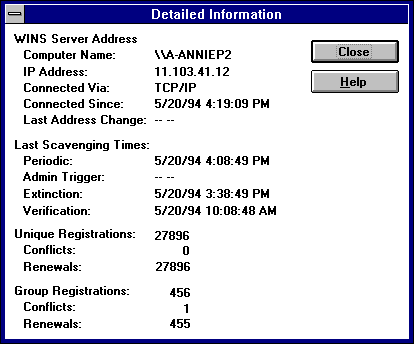 Detailed Information
WINS Server Address
Computer Name: \\A-ANNIEP2
IP Address: 11.103.41.12
Connected Via: TCP/IP
Connected Since: 5/20/94 4:19:09 PM
Last Address Change: -- --
Close
Help
Last Scavenging Times:
Periodic: 5/20/94 4:08:49 PM
Admin Trigger: -- --
Extinction: 5/20/94 3:38:49 PM
Verification: 5/20/94 10:08:48 AM
Unique Registrations: 27896
Conflicts: 0
Renewals: 27896
Group Registrations: 456
Conflicts: 1
Renewals: 455